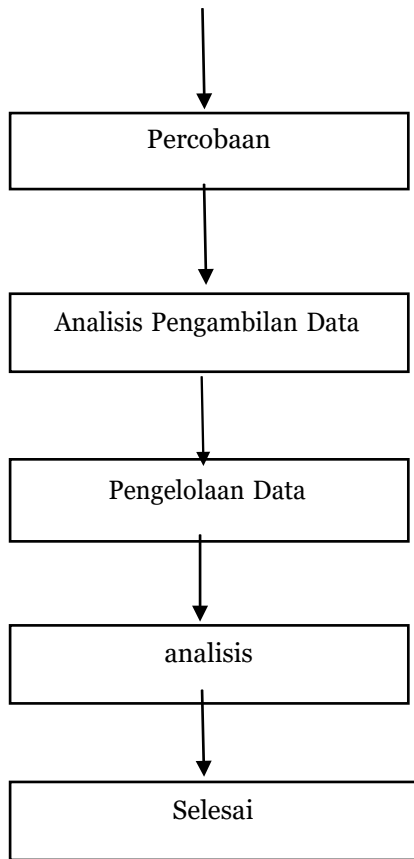 Percobaan
Analisis Pengambilan Data
Pengelolaan Data
analisis
Selesai